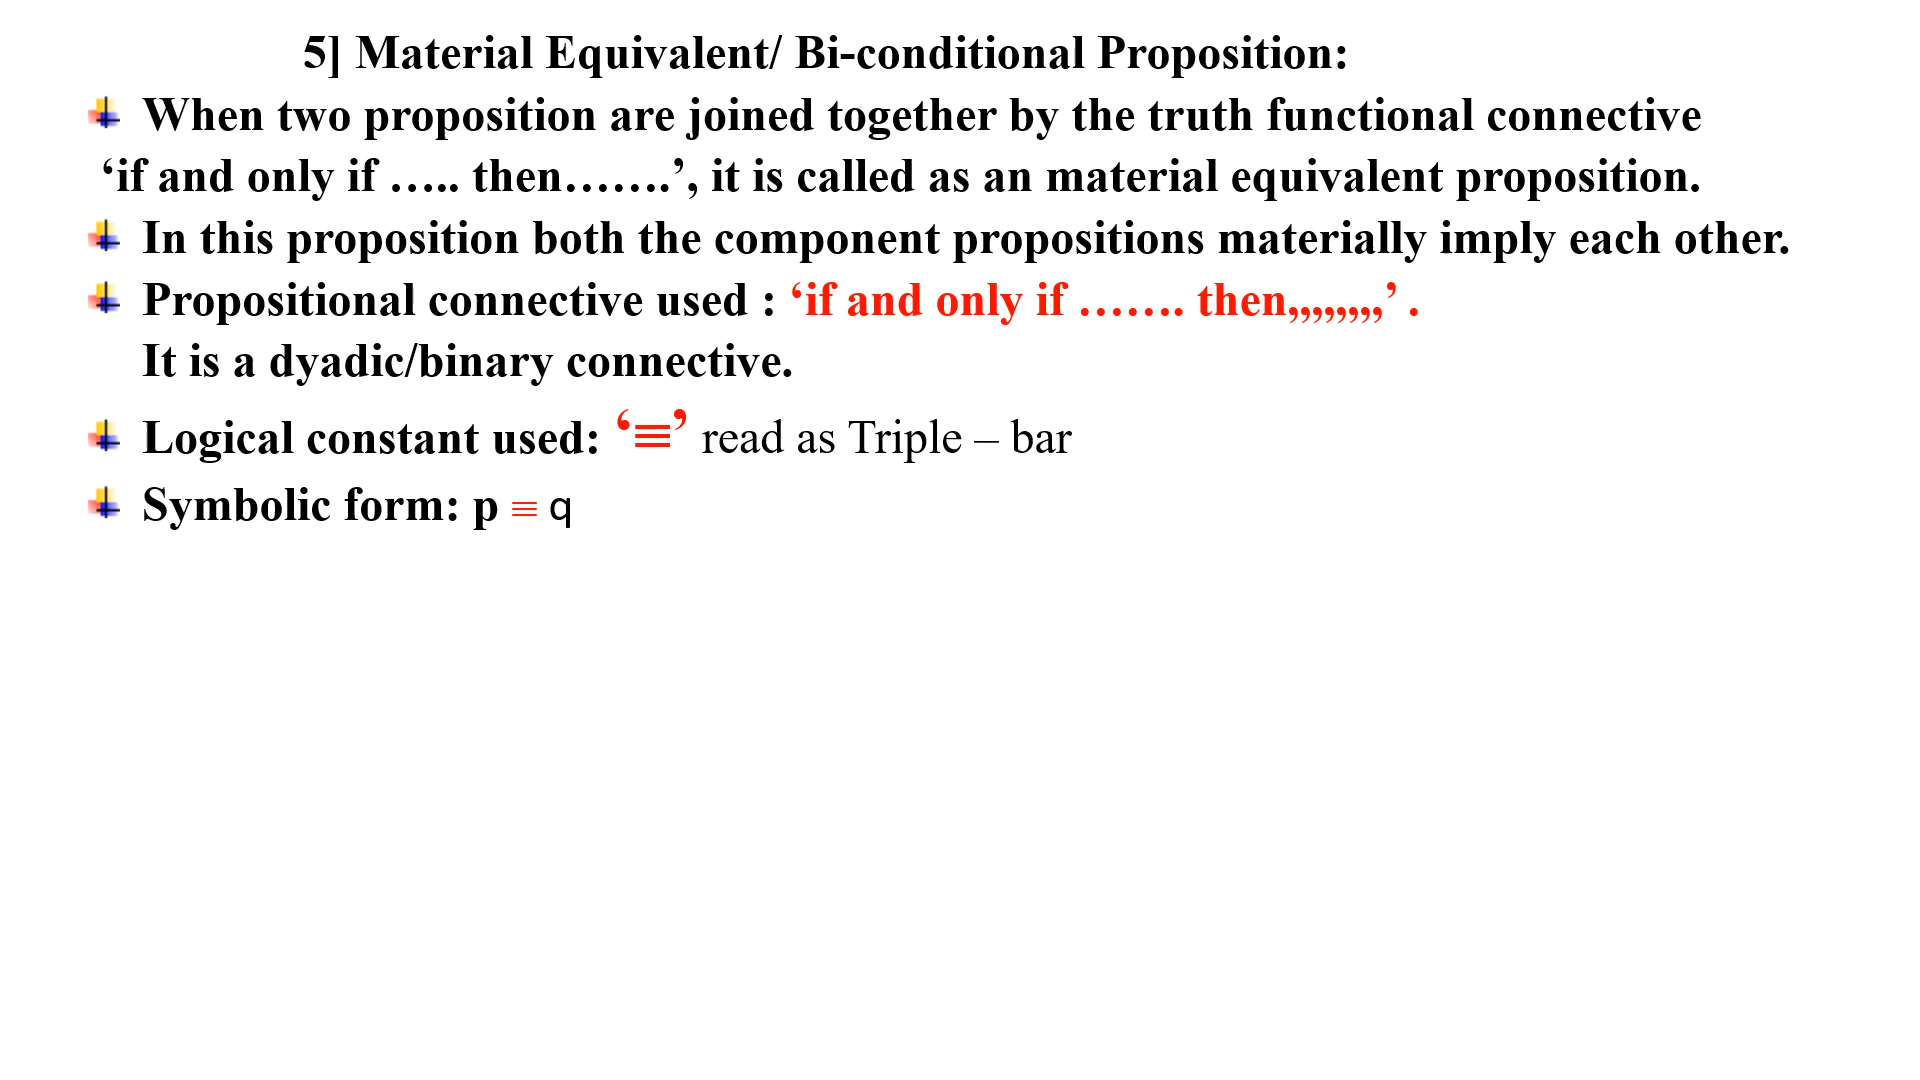 5] Material Equivalent/ Bi-conditional Proposition:
When two proposition are joined together by the truth functional connective
‘if and only if ….. then…….’, it is called as an material equivalent proposition.
In this proposition both the component propositions materially imply each other.
Propositional connective used : ‘if and only if ……. then,,,,,,,,’ .
It is a dyadic/binary connective.
Logical constant used: ‘≡’ read as Triple – bar
Symbolic form: p ≡ q